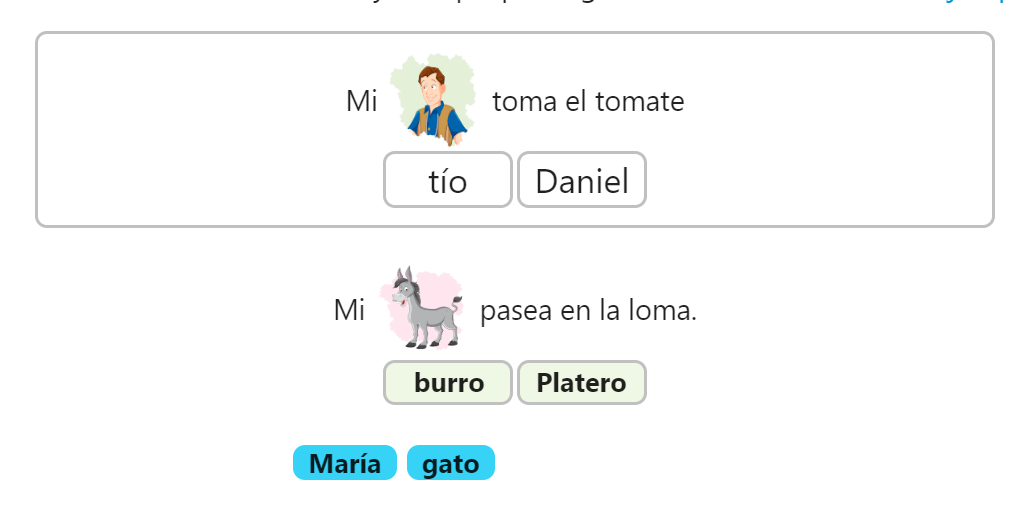 Mi toma el tomate
tío Daniel
Mi pasea en la loma.
burro Platero
María gato